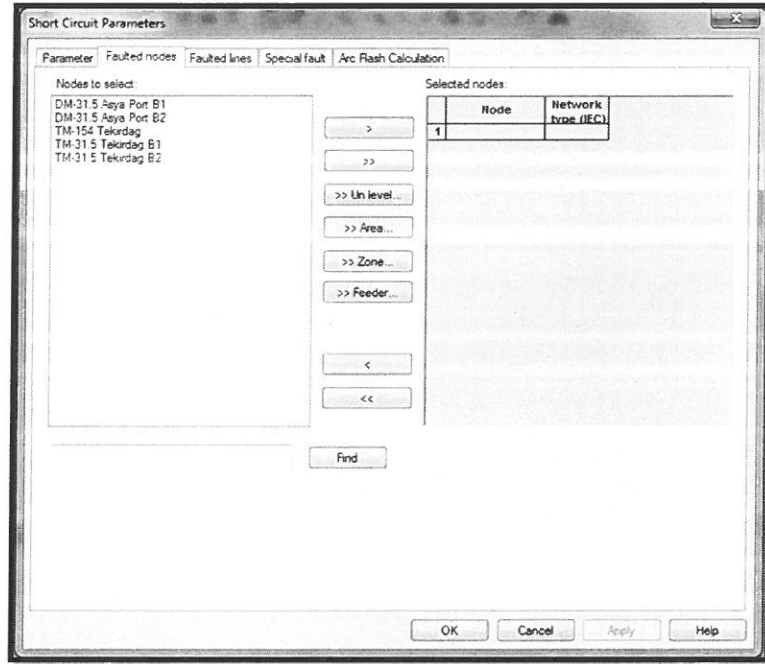 Short Circuit Parameters
Parameter Faulted nodes Faulted lines Special fault Arc Flash Calculation
Nodes to select:
DM-31.5 Asya Port B1
DM-31.5 Asya Port B2
TM-154 Tekirdag
TM-31.5 Tekirdag B1
TM-31.5 Tekirdag B2
>
>>
>> Un level...
>> Area...
>> Zone...
>> Feeder...
<
<<
Selected nodes:
Node Network type (IEC)
1
Find
OK Cancel Apply Help